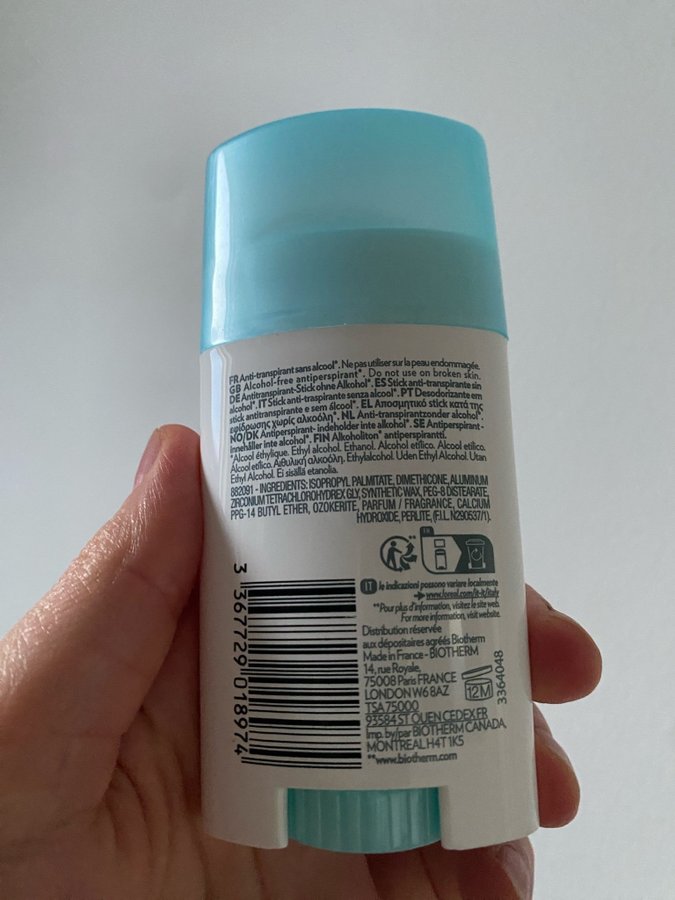 FR Anti-transpirant sans alcool*. Ne pas utiliser sur la peau endommagée.
GB Alcohol-free antiperspirant*. Do not use on broken skin.
DE Antitranspirant-Stick ohne Alkohol*. ES Stick anti-transpirante sin
alcohol*. IT Stick anti-traspirante senza alcool*. PT Desodorizante em
stick antitranspirante e sem álcool*. EL Αποσμητικό stick κατά της
εφίδρωσης χωρίς αλκοόλη*. NL Anti-transpirantzonder alcohol*.
NO/DK Antiperspirant- indeholder inte alkohol*. SE Antiperspirant-
innehåller inte alcohol*. FIN Alkoholiton* antiperspirantti.
*Alcool éthylique. Ethyl alcohol. Ethanol. Alcohol etílico. Alcool etilico.
Álcool etílico. Αιθυλική αλκοόλη. Ethylalcohol. Uden Ethyl Alcohol. Utan
Ethyl Alcohol. Ei sisällä etanolia.
882091 - INGREDIENTS: ISOPROPYL PALMITATE, DIMETHICONE, ALUMINUM
ZIRCONIUM TETRACHLOROHYDREX GLY, SYNTHETIC WAX, PEG-8 DISTEARATE,
PPG-14 BUTYL ETHER, OZOKERITE, PARFUM / FRAGRANCE, CALCIUM
HYDROXIDE, PERLITE, (F.I.L. N290537/1).
FR
IT le indicazioni possono variare localmente
www.loreal.com/it-it/italy
**Pour plus d'information, visitez le site web.
For more information, visit website.
Distribution réservée
aux dépositaires agréés Biotherm
Made in France - BIOTHERM
14, rue Royale,
75008 Paris FRANCE
LONDON W6 8AZ
TSA 75000
93584 ST OUEN CEDEX FR
Imp. by/par BIOTHERM CANADA,
MONTREAL H4T 1K5
**www.biotherm.com
12M
3364048
3 367729 018974